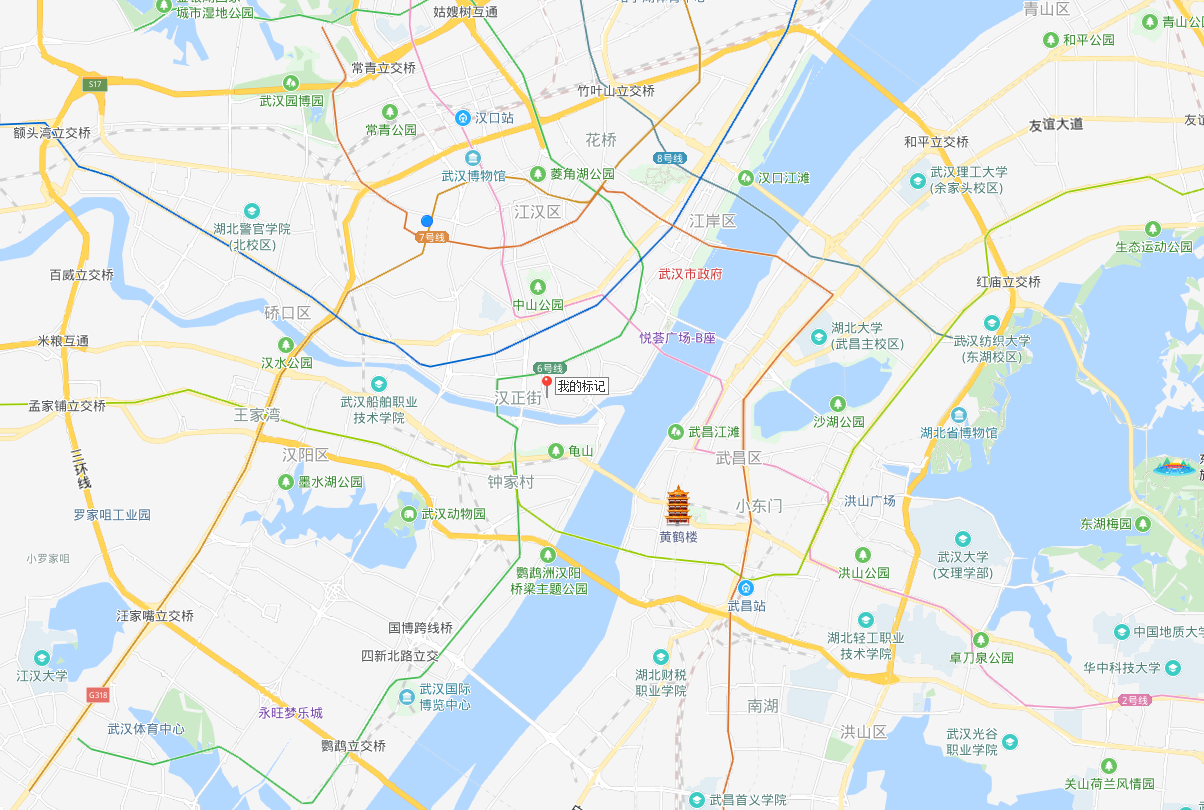 城市湿地公园
姑嫂树互通
青山区
和平公园
常青立交桥
S17
武汉园博园
竹叶山立交桥
汉口站
常青公园
额头湾立交桥
花桥
友谊大道
和平立交桥
8号线
武汉博物馆
菱角湖公园
汉口江滩
武汉理工大学
(余家头校区)
江汉区
江岸区
湖北警官学院
(北校区)
7号线
生态运动公园
百威立交桥
武汉市政府
红庙立交桥
中山公园
硚口区
米粮互通
悦荟广场-B座
湖北大学
(武昌主校区)
武汉纺织大学
(东湖校区)
汉水公园
6号线
我的标记
汉正街
孟家铺立交桥
武汉船舶职业
技术学院
王家湾
沙湖公园
湖北省博物馆
武昌江滩
龟山
武昌区
汉阳区
三环线
墨水湖公园
钟家村
小东门
洪山广场
罗家咀工业园
武汉动物园
黄鹤楼
东湖梅园
小罗家咀
鹦鹉洲汉阳
桥梁主题公园
洪山公园
武汉大学
(文理学部)
武昌站
汪家嘴立交桥
国博跨线桥
湖北轻工职业
技术学院
中国地质大学
四新北路立交
卓刀泉公园
华中科技大学
江汉大学
湖北财税
职业学院
G318
武汉国际
博览中心
2号线
永旺梦乐城
南湖
武汉体育中心
洪山区
武汉光谷
职业学院
鹦鹉立交桥
关山荷兰风情园
武汉首义学院